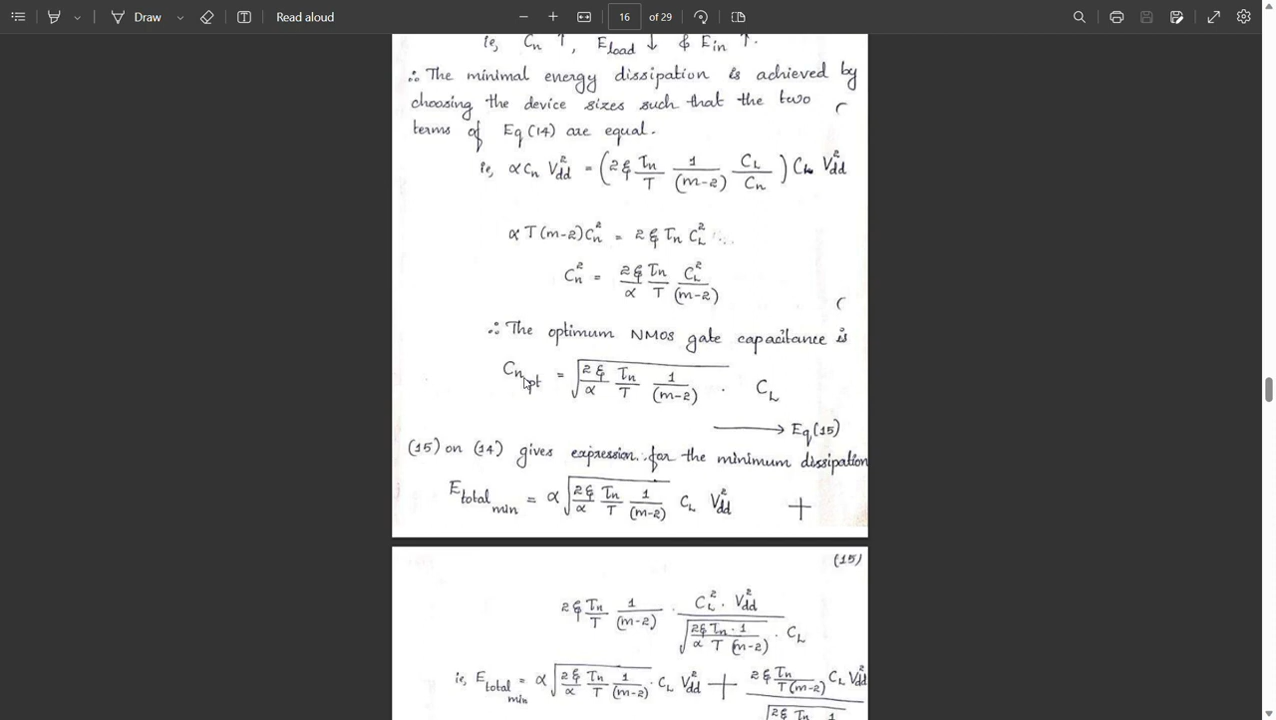 Draw
Read aloud
16
of 29
ie, Cn ↑, Eload ↓ & Ein ↑.
∴ The minimal energy dissipation is achieved by
choosing the device sizes such that the two
terms of Eq (14) are equal.
ie, αCn Vdd² = (2ξ Tn/T 1/(m-2) CL/Cn) CL Vdd²
αT(m-2)Cn² = 2ξ Tn CL²
Cn² = 2ξ/α Tn/T CL²/(m-2)
∴ The optimum NMOS gate capacitance is
Cnopt = √(2ξ/α Tn/T 1/(m-2)) . CL
→ Eq (15)
(15) on (14) gives expression for the minimum dissipation
Etotal min = α√(2ξ/α Tn/T 1/(m-2)) CL Vdd² +
(15)
2ξ Tn/T 1/(m-2) . CL² . Vdd² / √(2ξ/α Tn/T . 1/(m-2)) . CL
ie, Etotal min = α√(2ξ/α Tn/T 1/(m-2)) . CL Vdd² + 2ξ Tn/T(m-2) CL Vdd²